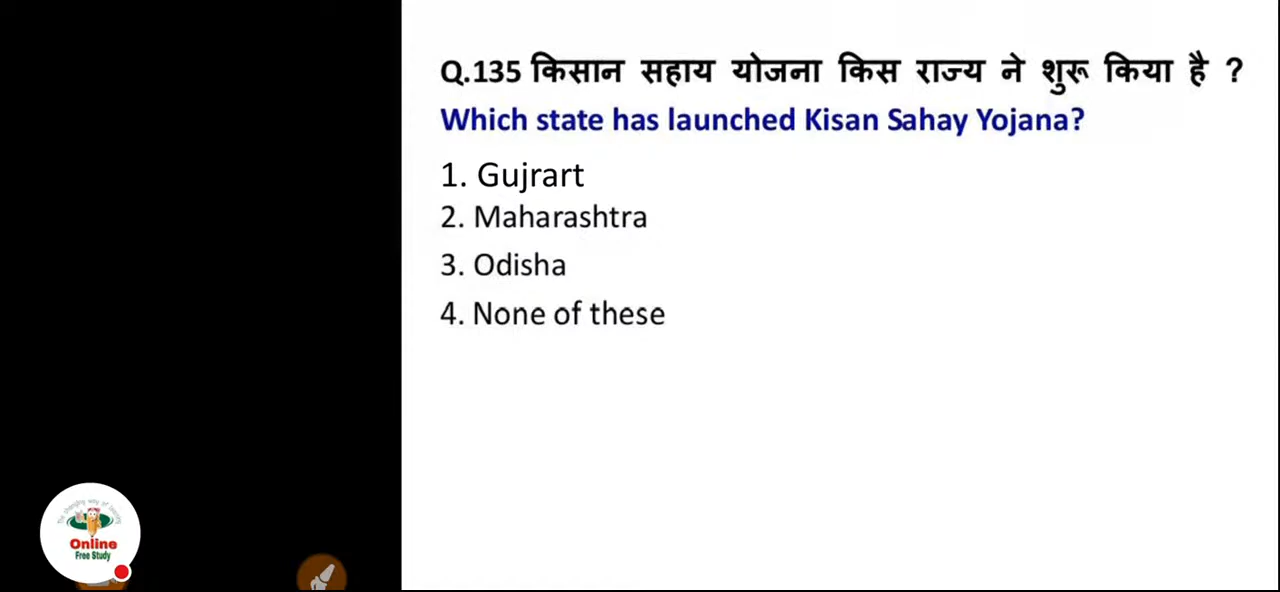 Q.135 किसान सहाय योजना किस राज्य ने शुरू किया है ?
Which state has launched Kisan Sahay Yojana?
1. Gujrart
2. Maharashtra
3. Odisha
4. None of these
Online
Free Study